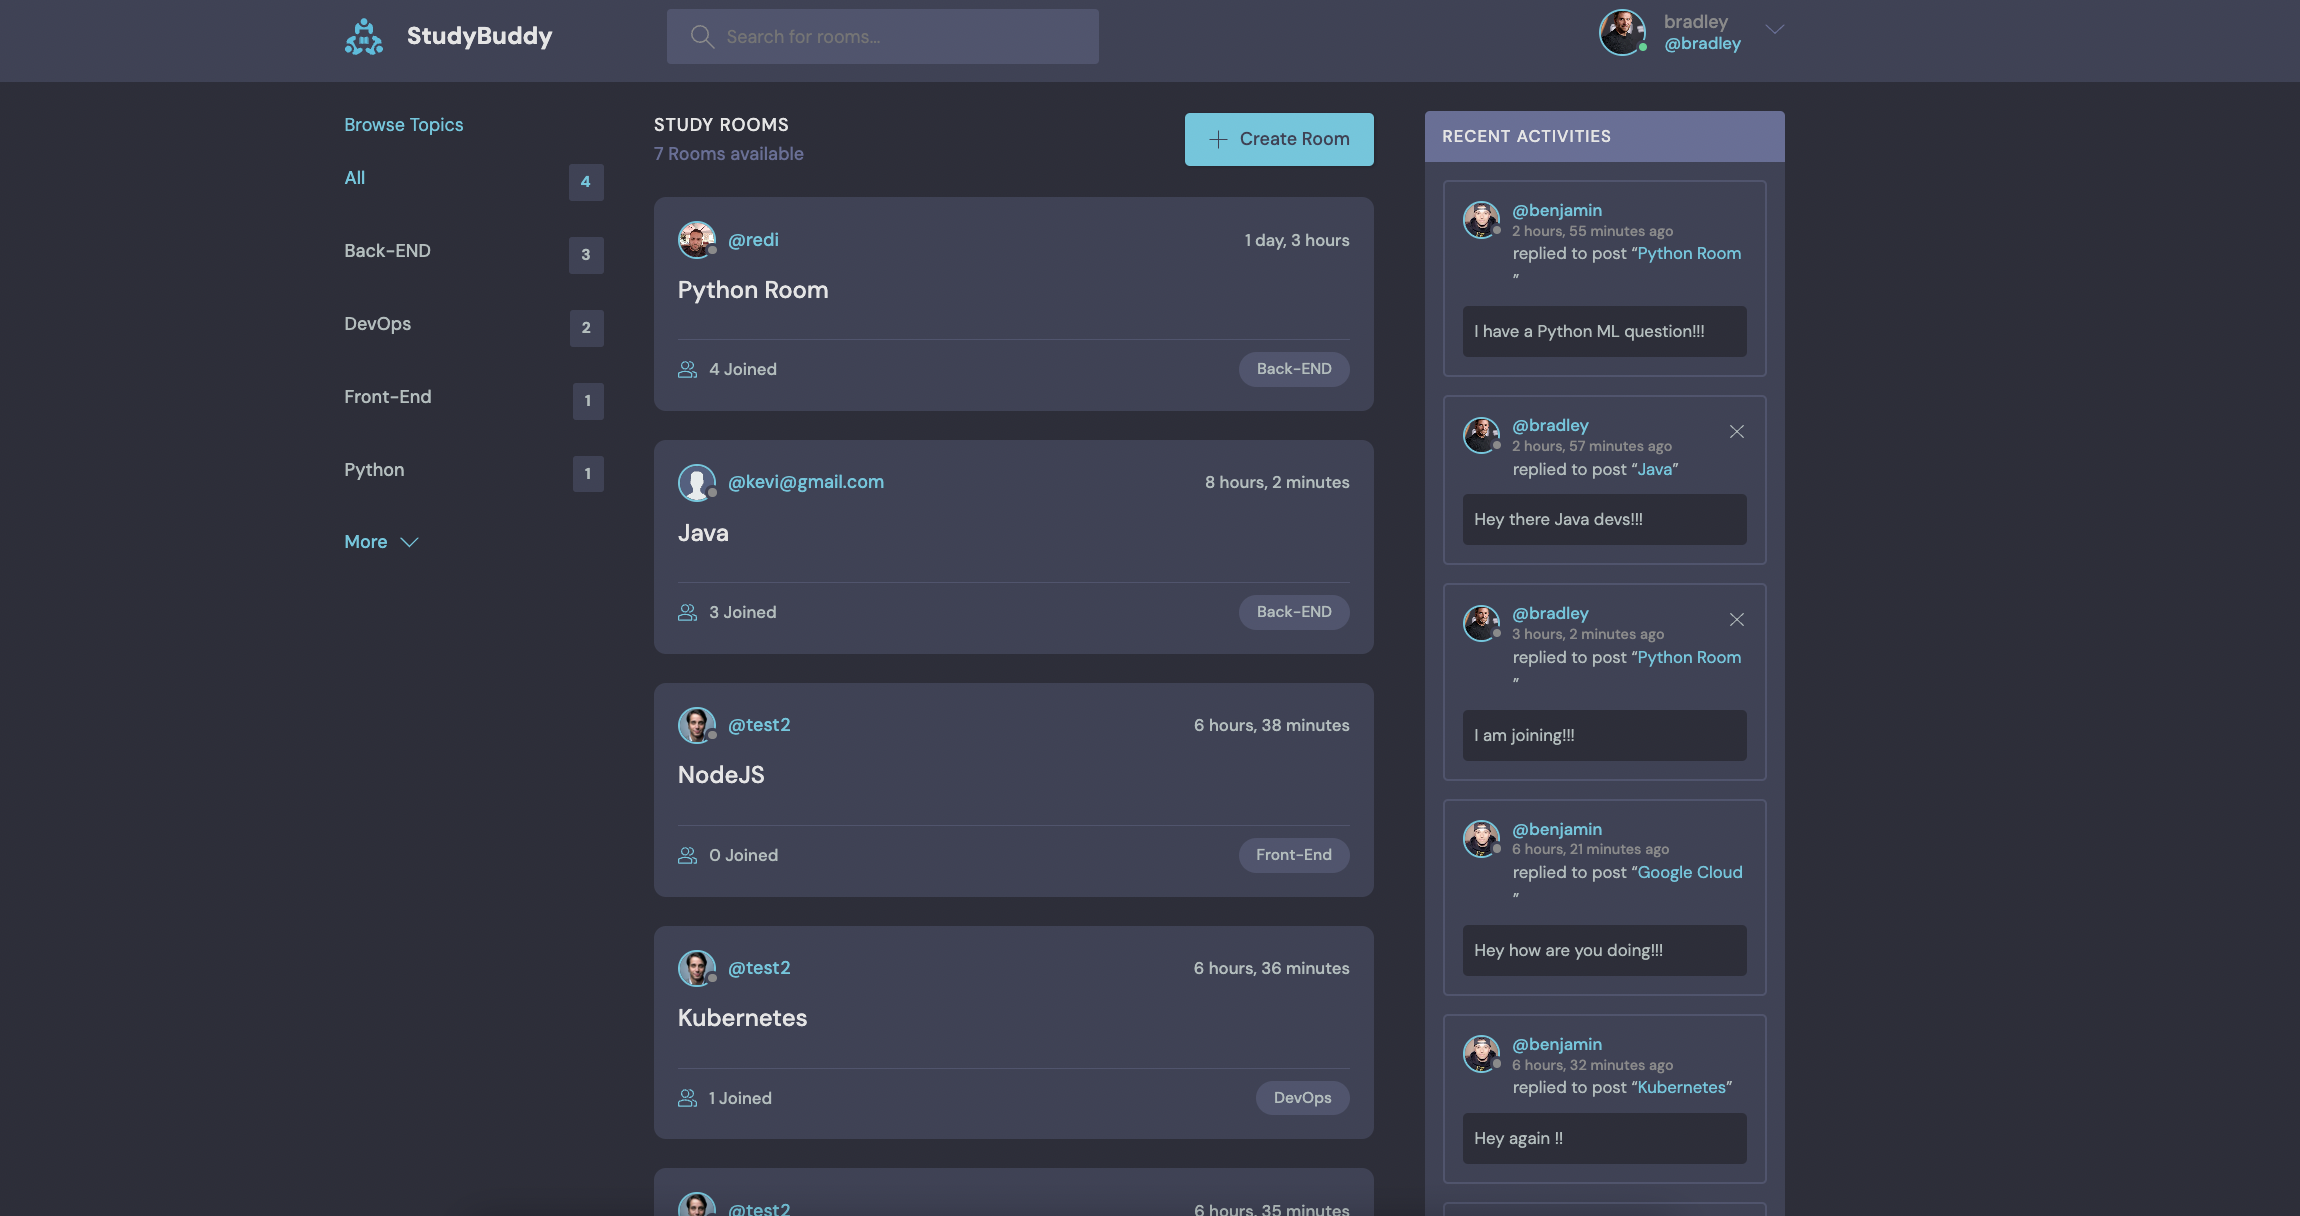 StudyBuddy
Search for rooms...
bradley
@bradley
Browse Topics
All
4
Back-END
3
DevOps
2
Front-End
1
Python
1
More
STUDY ROOMS
7 Rooms available
Create Room
@redi
1 day, 3 hours
Python Room
4 Joined
Back-END
@kevi@gmail.com
8 hours, 2 minutes
Java
3 Joined
Back-END
@test2
6 hours, 38 minutes
NodeJS
0 Joined
Front-End
@test2
6 hours, 36 minutes
Kubernetes
1 Joined
DevOps
@test2
6 hours, 35 minutes
RECENT ACTIVITIES
@benjamin
2 hours, 55 minutes ago
replied to post “Python Room
”
I have a Python ML question!!!
@bradley
2 hours, 57 minutes ago
replied to post “Java”
Hey there Java devs!!!
@bradley
3 hours, 2 minutes ago
replied to post “Python Room
”
I am joining!!!
@benjamin
6 hours, 21 minutes ago
replied to post “Google Cloud
”
Hey how are you doing!!!
@benjamin
6 hours, 32 minutes ago
replied to post “Kubernetes”
Hey again !!